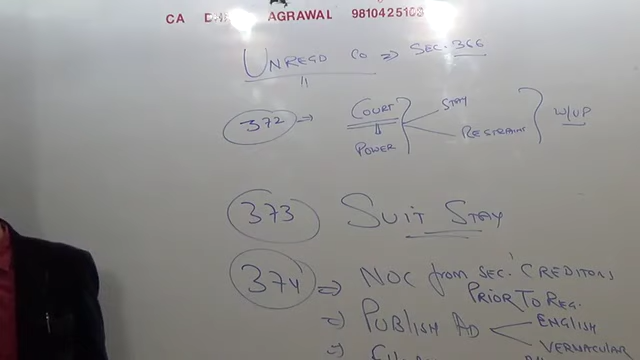 CA AGRAWAL 9810425163
UNREGD CO => SEC. 366
372 => COURT POWER STAY RESTRAINT W/UP
373 SUIT STAY
374 => NOC from SEC. CREDITORS
PRIOR TO REG.
=> PUBLISH AD ENGLISH
VERNACULAR